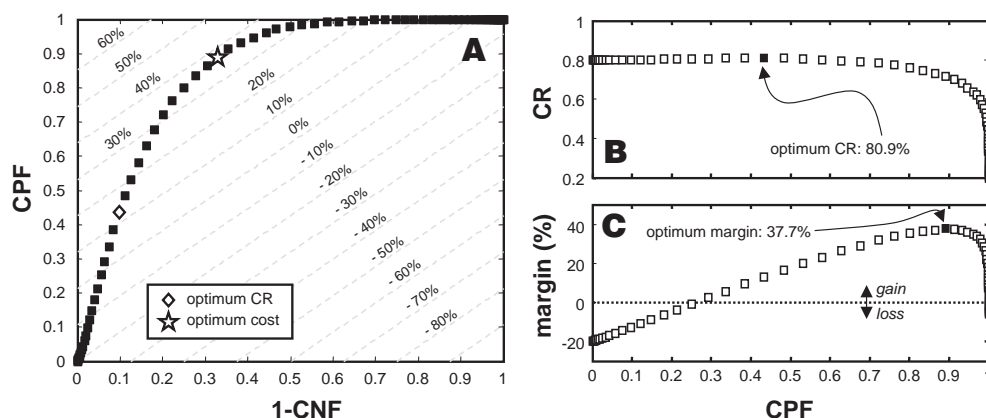 A
60%
50%
40%
30%
20%
10%
0%
- 10%
- 20%
- 30%
- 40%
- 50%
- 60%
- 70%
- 80%
optimum CR
optimum cost
CPF
1
0.9
0.8
0.7
0.6
0.5
0.4
0.3
0.2
0.1
0
0 0.1 0.2 0.3 0.4 0.5 0.6 0.7 0.8 0.9 1
1-CNF
B
CR
1
0.8
0.6
0.4
0.2
optimum CR: 80.9%
C
margin (%)
40
20
0
-20
optimum margin: 37.7%
gain
loss
0 0.1 0.2 0.3 0.4 0.5 0.6 0.7 0.8 0.9 1
CPF